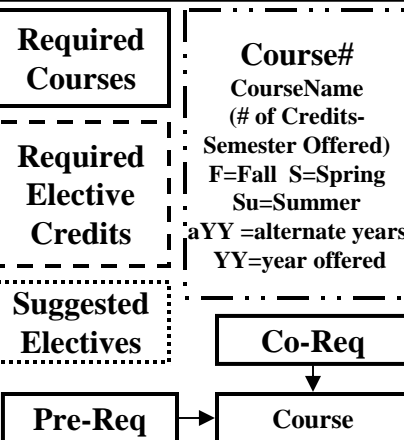 Required
Courses
Course#
CourseName
(# of Credits-
Semester Offered)
F=Fall S=Spring
Su=Summer
aYY =alternate years
YY=year offered
Required
Elective
Credits
Suggested
Electives
Co-Req
Pre-Req
Course